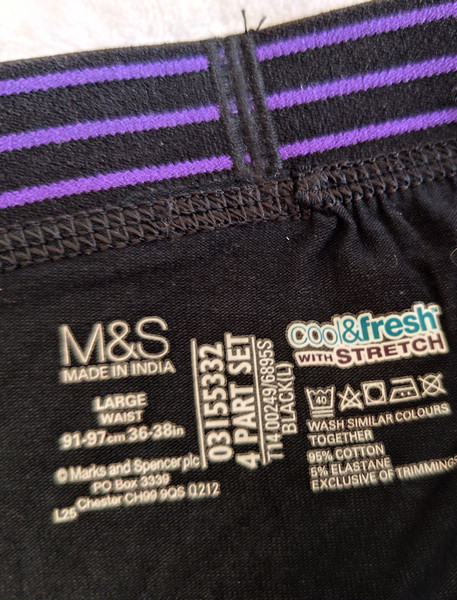 M&S
MADE IN INDIA
LARGE
WAIST
91-97cm 36-38in
© Marks and Spencer plc
PO Box 3339
Chester CH99 9QS 0212
L25
03155332
4 PART SET
T14 00249/6895S
BLACK(L)
cool&fresh™
WITH STRETCH
40
WASH SIMILAR COLOURS
TOGETHER
95% COTTON
5% ELASTANE
EXCLUSIVE OF TRIMMINGS